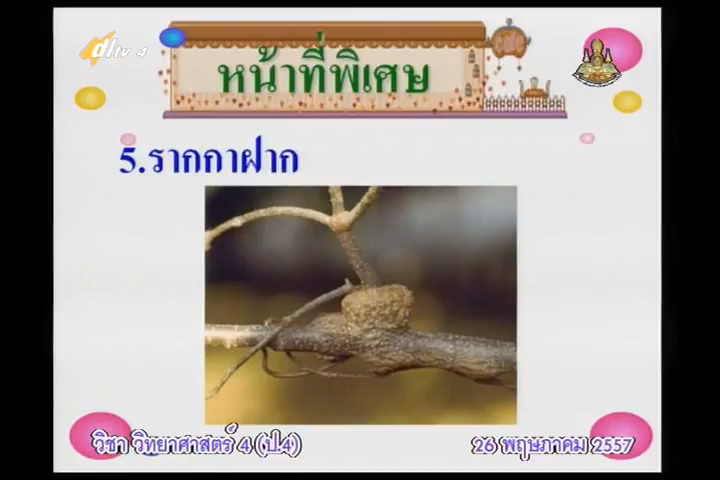 dltv 4
หน้าที่พิเศษ
5.รากกาฝาก
วิชา วิทยาศาสตร์ 4 (ป.4)
26 พฤษภาคม 2557